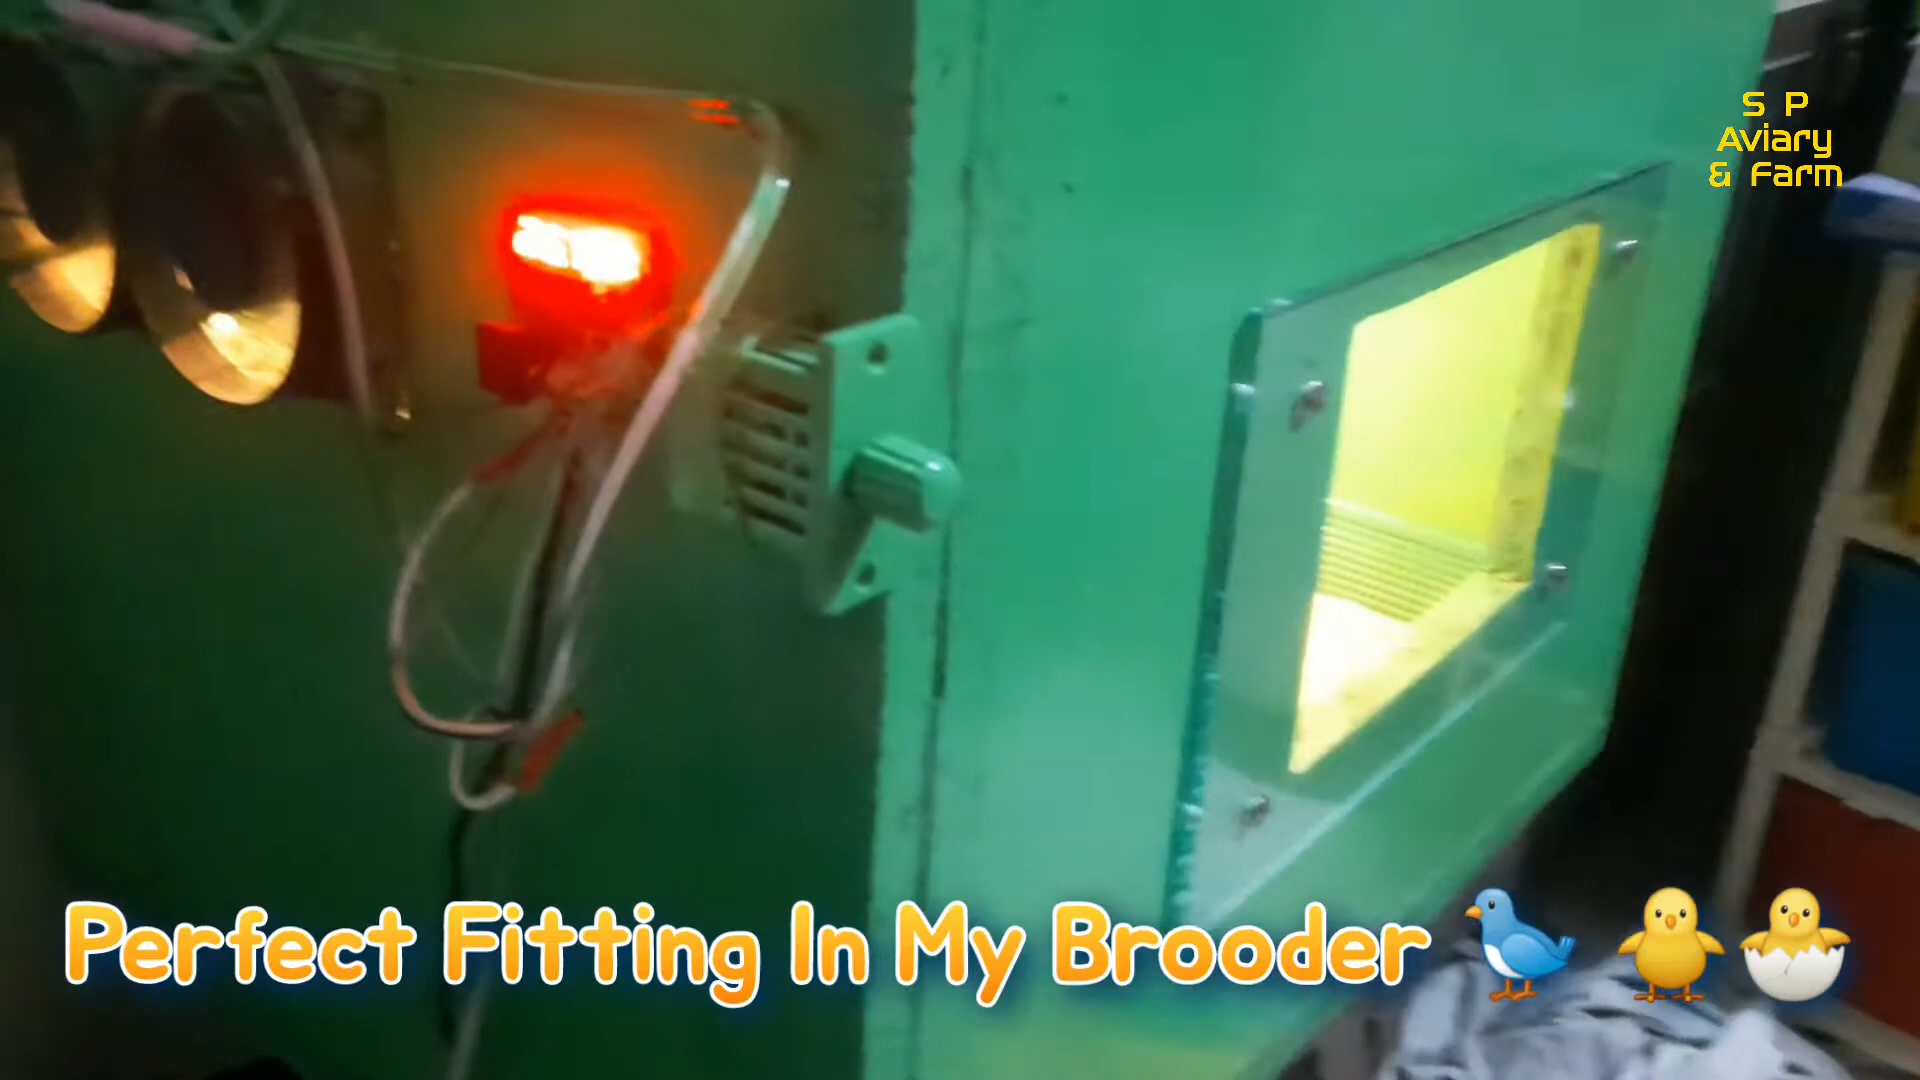 S P
Aviary
& Farm
Perfect Fitting In My Brooder 🐦 🐥 🐣